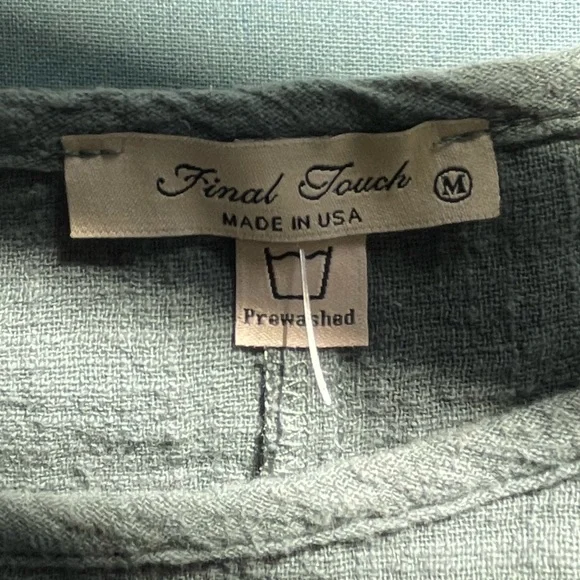 Final Touch M
MADE IN USA
Prewashed